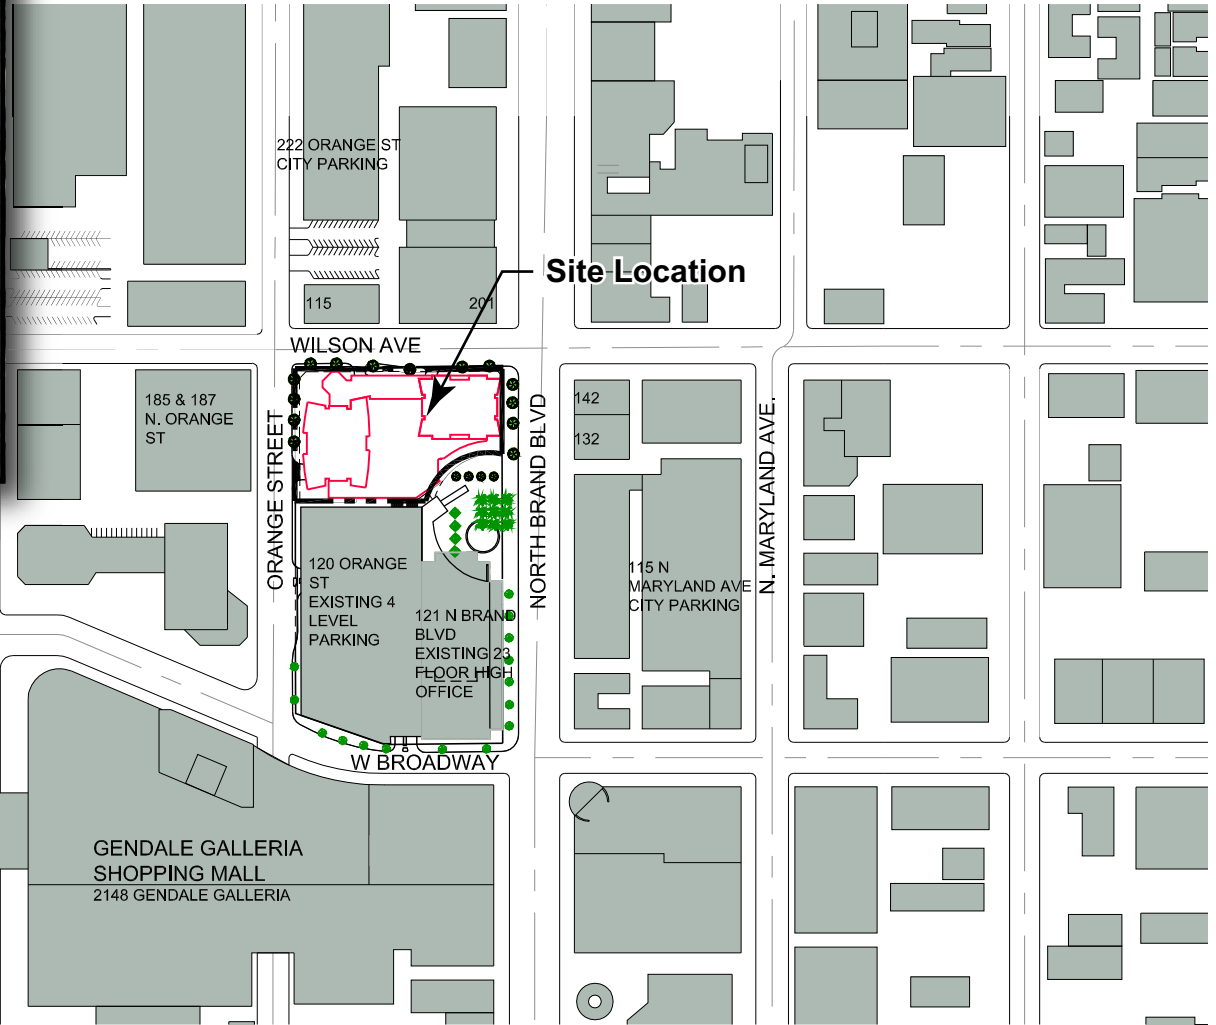 222 ORANGE ST
CITY PARKING
Site Location
115
201
WILSON AVE
185 & 187
N. ORANGE
ST
ORANGE STREET
NORTH BRAND BLVD
142
132
N. MARYLAND AVE.
120 ORANGE
ST
EXISTING 4
LEVEL
PARKING
121 N BRAND
BLVD
EXISTING 23
FLOOR HIGH
OFFICE
115 N
MARYLAND AVE
CITY PARKING
W BROADWAY
GENDALE GALLERIA
SHOPPING MALL
2148 GENDALE GALLERIA